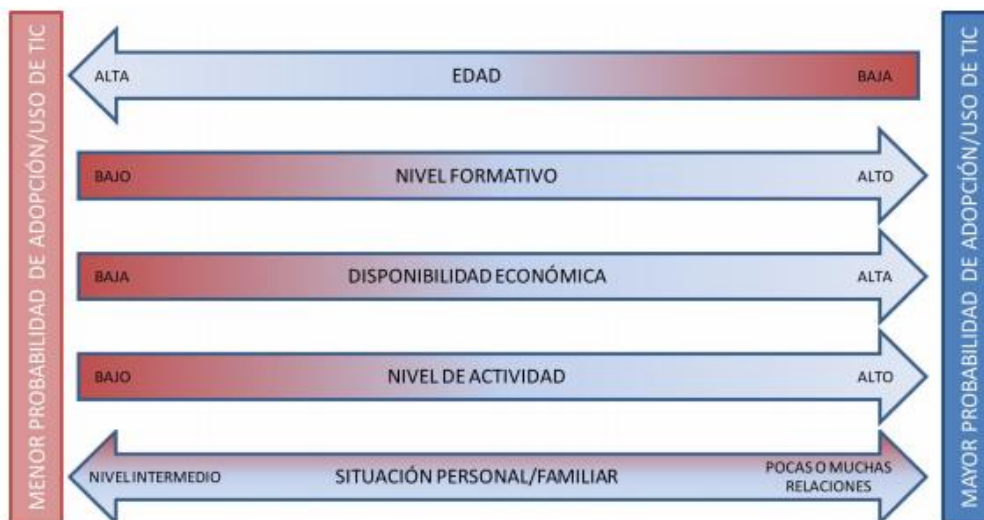 MENOR PROBABILIDAD DE ADOPCIÓN/USO DE TIC
ALTA EDAD BAJA
BAJO NIVEL FORMATIVO ALTO
BAJA DISPONIBILIDAD ECONÓMICA ALTA
BAJO NIVEL DE ACTIVIDAD ALTO
NIVEL INTERMEDIO SITUACIÓN PERSONAL/FAMILIAR POCAS O MUCHAS
RELACIONES
MAYOR PROBABILIDAD DE ADOPCIÓN/USO DE TIC